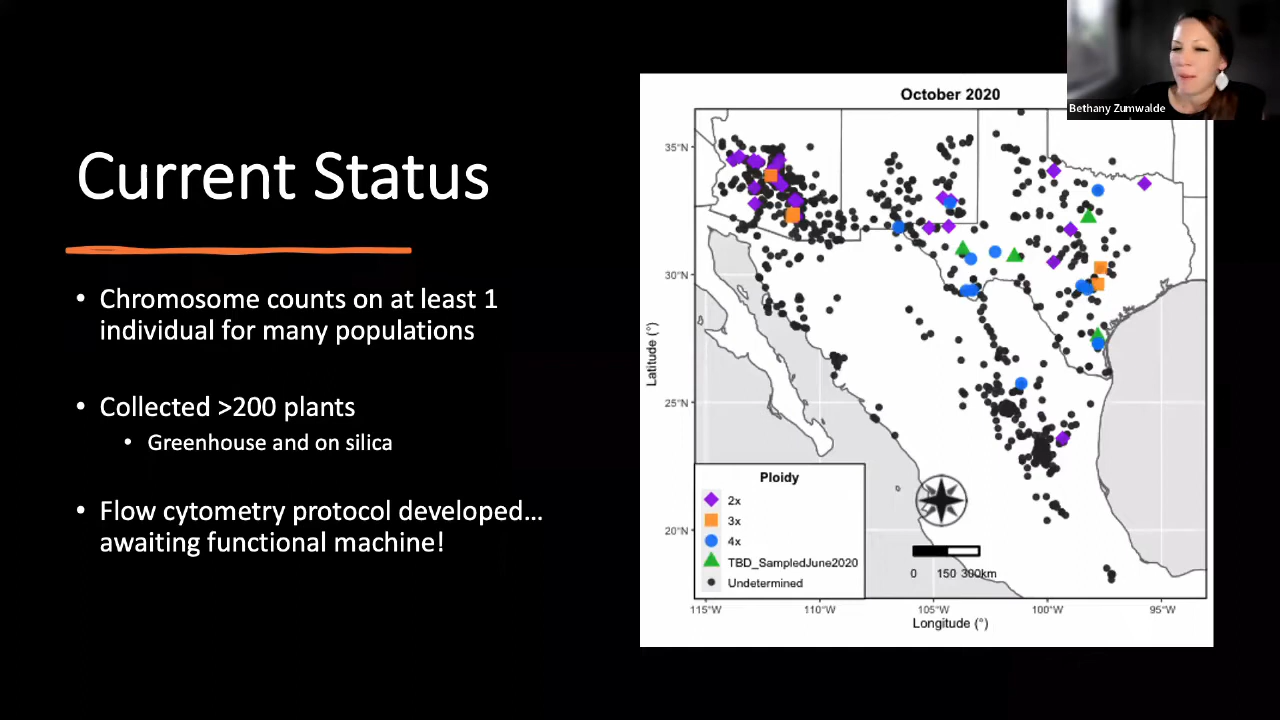 Bethany Zumwalde
Current Status
• Chromosome counts on at least 1
individual for many populations
• Collected >200 plants
• Greenhouse and on silica
• Flow cytometry protocol developed…
awaiting functional machine!
October 2020
35°N
30°N
25°N
20°N
Latitude (°)
Ploidy
2x
3x
4x
TBD_SampledJune2020
Undetermined
0 150 300km
115°W 110°W 105°W 100°W 95°W
Longitude (°)